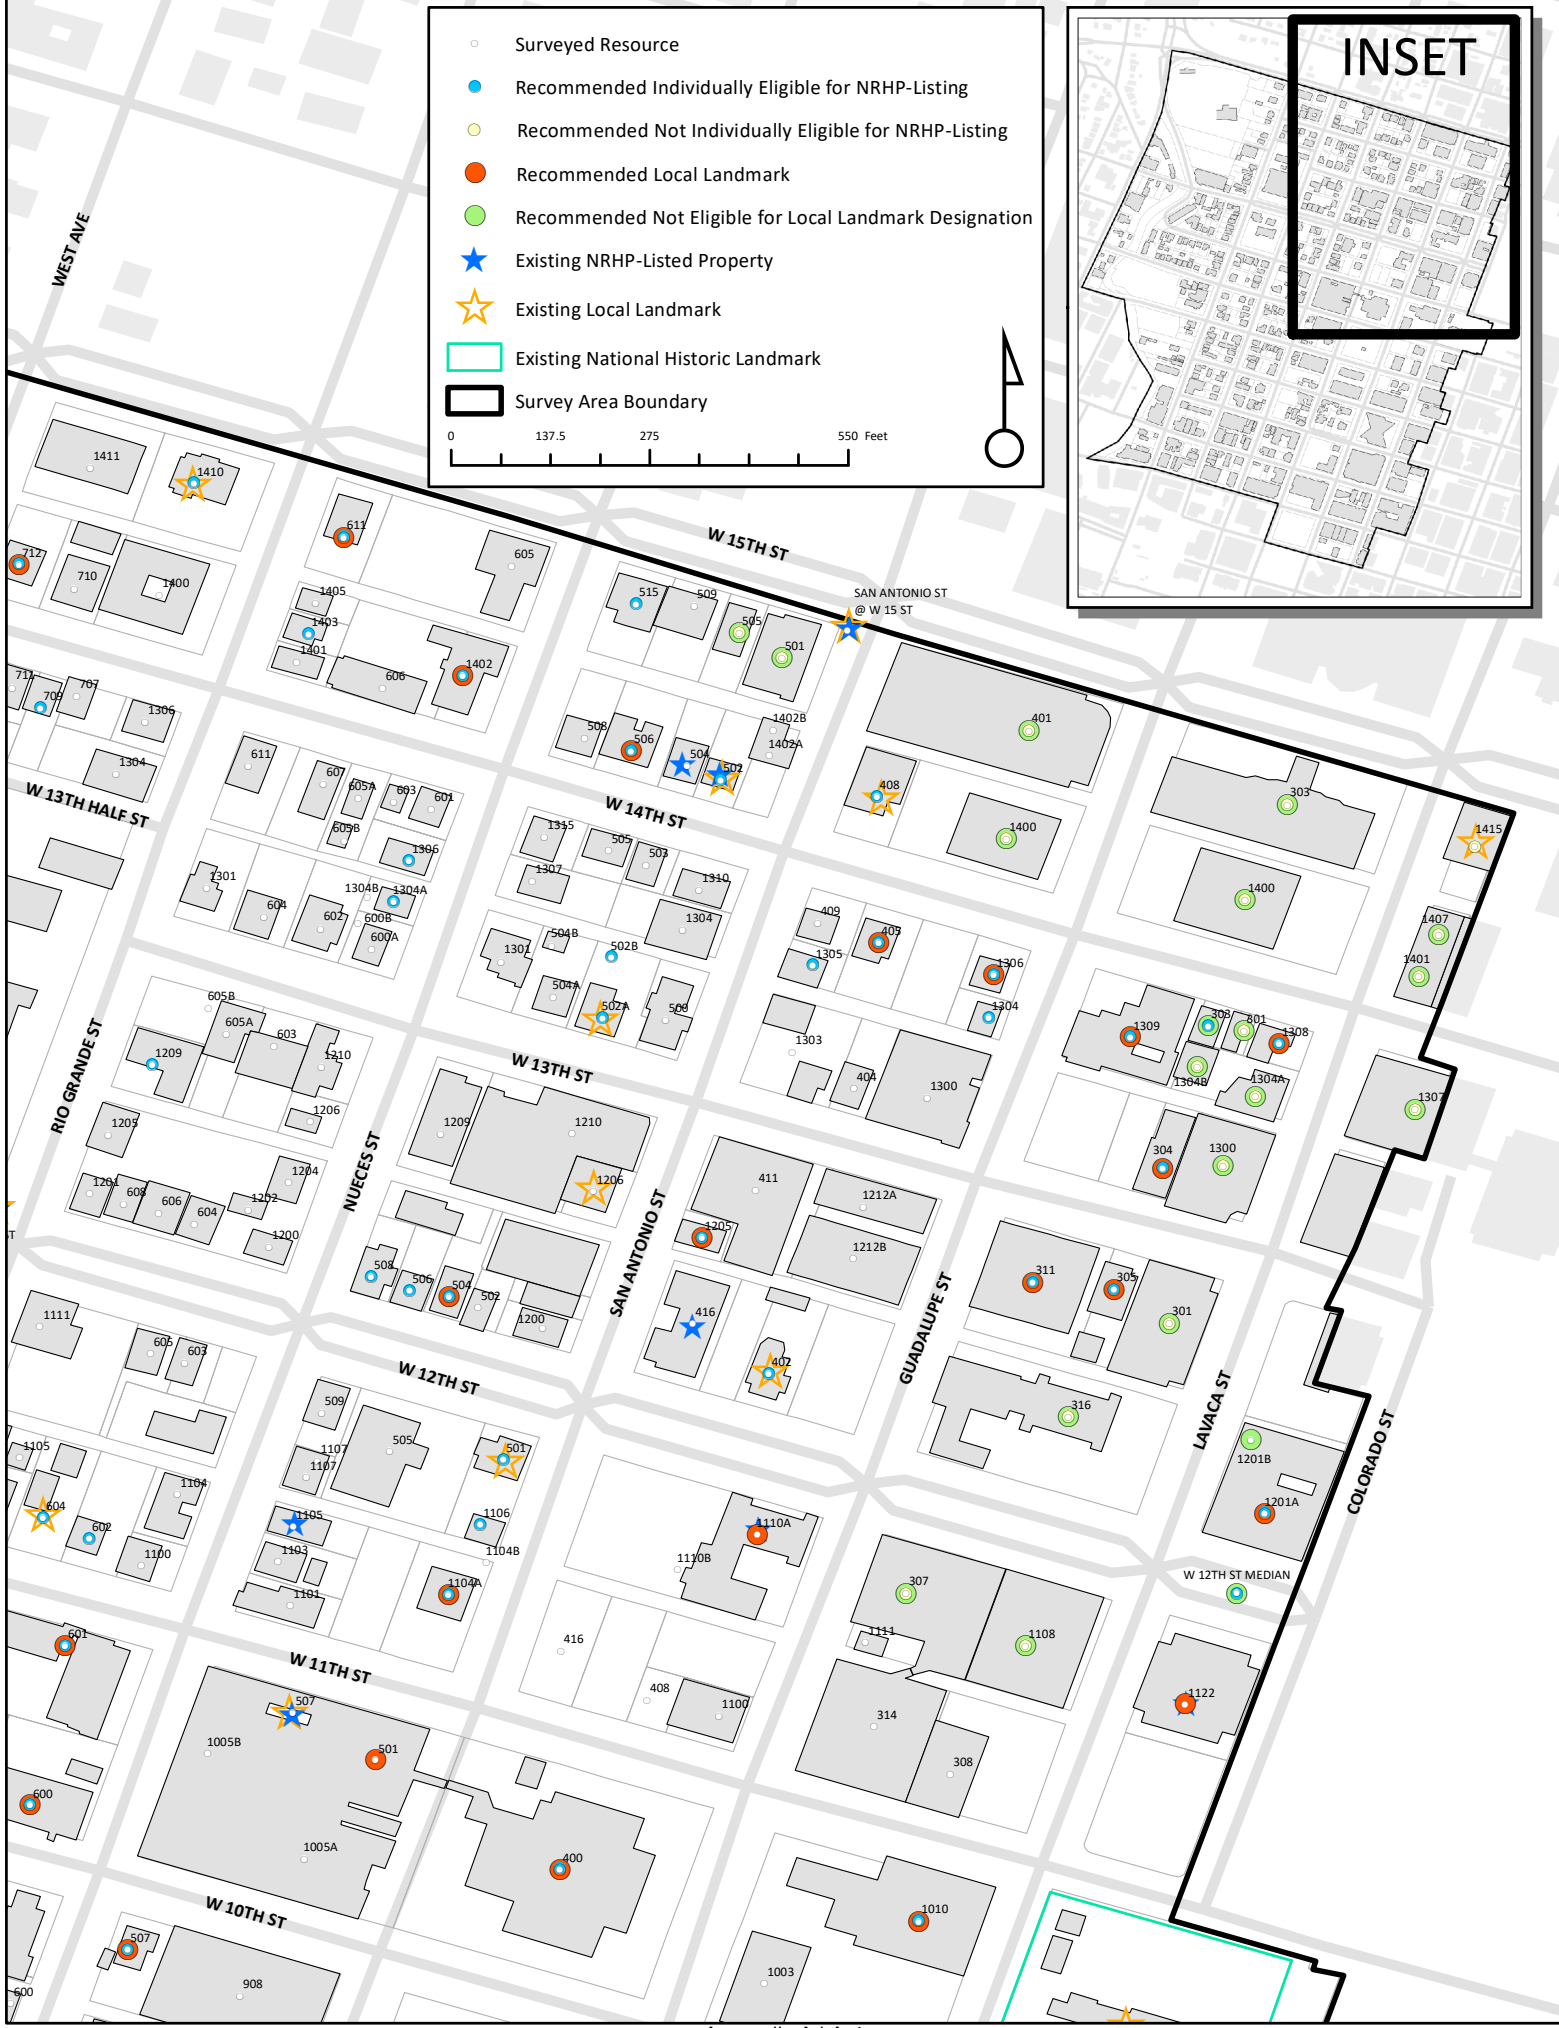 Surveyed Resource
Recommended Individually Eligible for NRHP-Listing
Recommended Not Individually Eligible for NRHP-Listing
Recommended Local Landmark
Recommended Not Eligible for Local Landmark Designation
Existing NRHP-Listed Property
Existing Local Landmark
Existing National Historic Landmark
Survey Area Boundary
0 137.5 275 550 Feet
INSET
WEST AVE
W 15TH ST
SAN ANTONIO ST
@ W 15 ST
W 14TH ST
W 13TH HALF ST
W 13TH ST
RIO GRANDE ST
NUECES ST
SAN ANTONIO ST
GUADALUPE ST
LAVACA ST
COLORADO ST
W 12TH ST
W 12TH ST MEDIAN
W 11TH ST
W 10TH ST
1411
1410
611
605
712
710
1400
1405
1403
1401
606
1402
515
509
505
501
711
709
707
1306
1304
508
506
504
502
1402B
1402A
401
408
1400
303
1415
611
607
605A
603
601
605B
1306
1315
505
503
1307
1310
1304
1400
1407
1401
1301
604
602
1304B
1304A
600B
600A
1301
504B
502B
504A
502A
500
409
405
1305
1306
1304
1303
404
1300
1309
303
301
1308
1304B
1304A
1307
304
1300
605B
605A
603
1209
1210
1206
1205
1204
1201
608
606
604
1202
1200
1209
1210
1206
411
1212A
1205
1212B
508
506
504
502
1200
416
402
311
305
301
316
1111
605
603
509
505
1107
1107
501
1105
1104
604
602
1100
1105
1103
1101
1106
1104B
1104A
1110A
1110B
307
1111
1108
1201B
1201A
1122
416
408
1100
314
308
601
507
1005B
501
600
1005A
400
1010
507
908
1003
600
ST